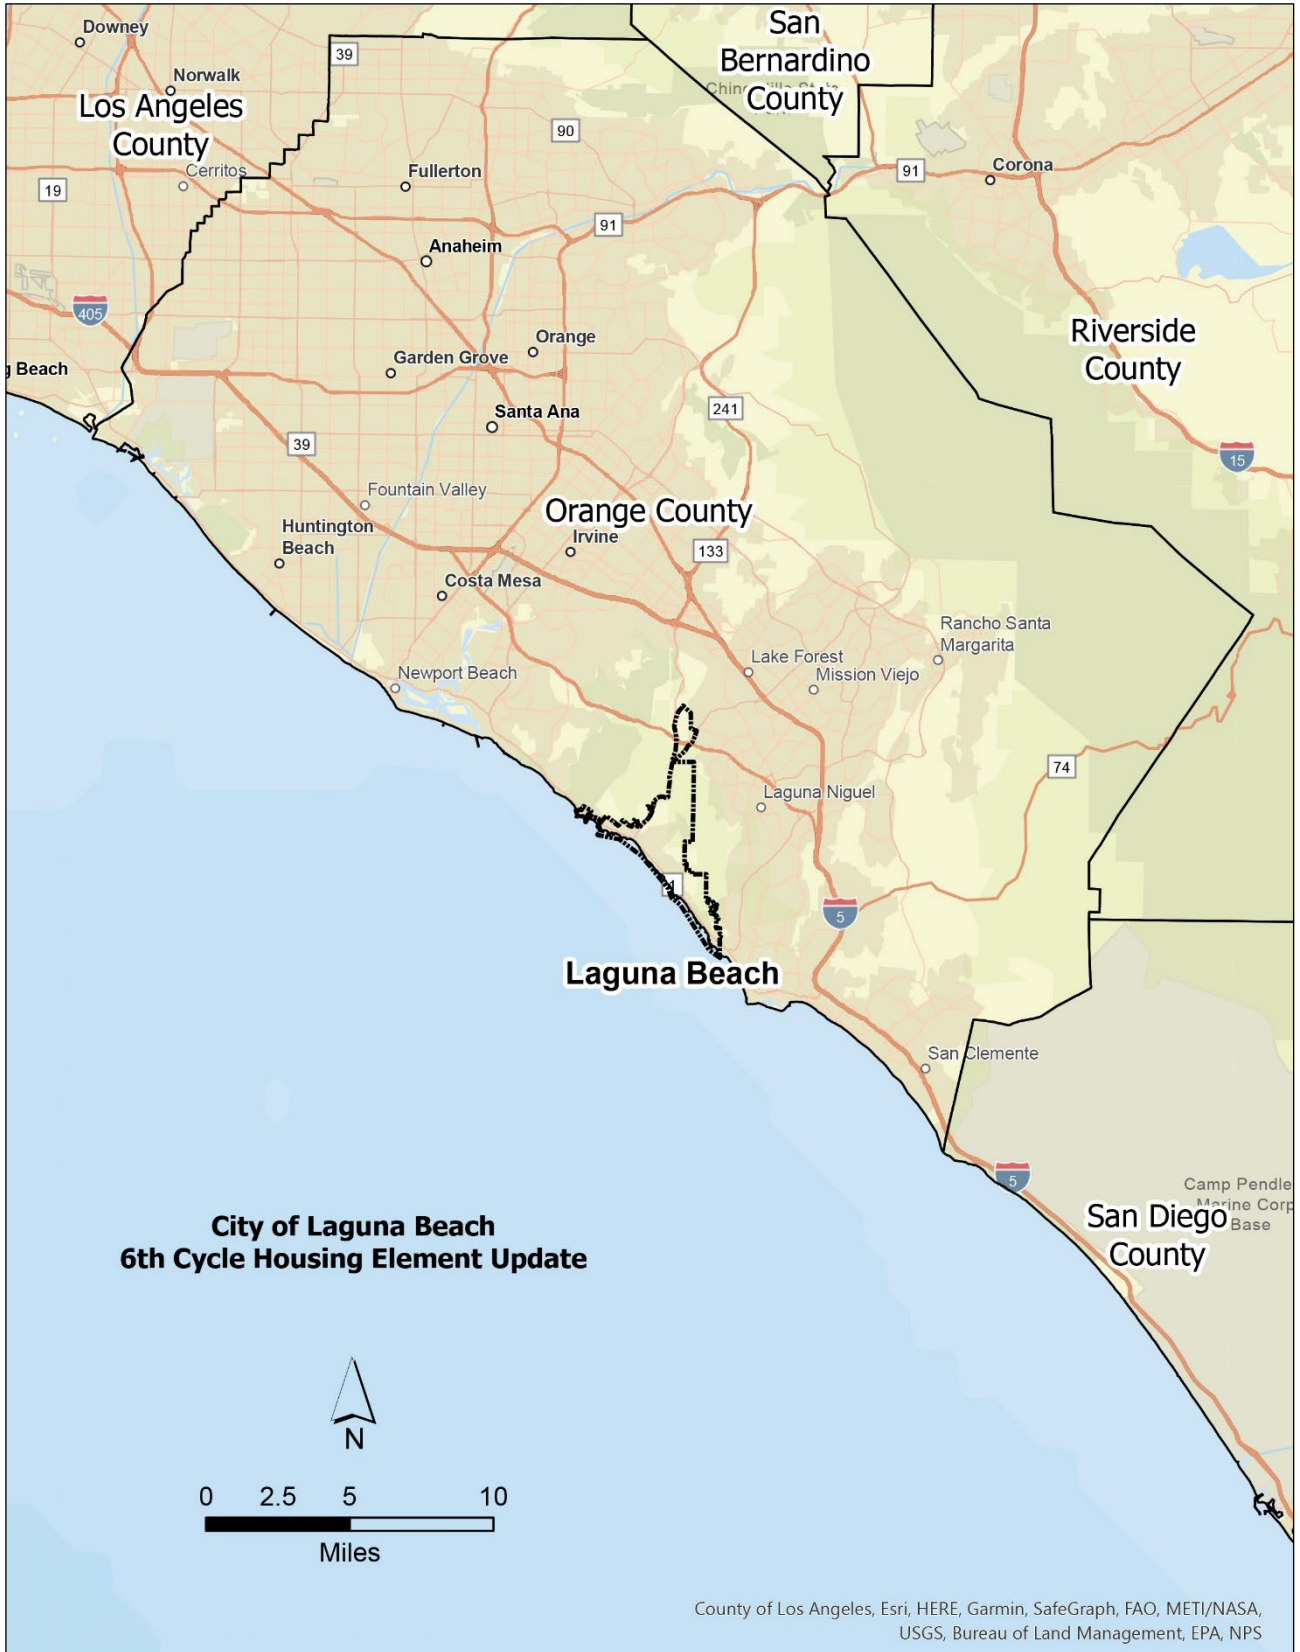 Downey
San
Bernardino
County
39
Norwalk
Los Angeles
County
90
Cerritos
Fullerton
91
Corona
19
91
Anaheim
405
Orange
Riverside
County
Garden Grove
Beach
241
Santa Ana
39
15
Fountain Valley
Orange County
Huntington
Beach
Irvine
133
Costa Mesa
Rancho Santa
Margarita
Lake Forest
Mission Viejo
Newport Beach
74
Laguna Niguel
1
5
Laguna Beach
San Clemente
5
Camp Pendle
Marine Corp
Base
San Diego
County
City of Laguna Beach
6th Cycle Housing Element Update
N
0 2.5 5 10
Miles
County of Los Angeles, Esri, HERE, Garmin, SafeGraph, FAO, METI/NASA,
USGS, Bureau of Land Management, EPA, NPS